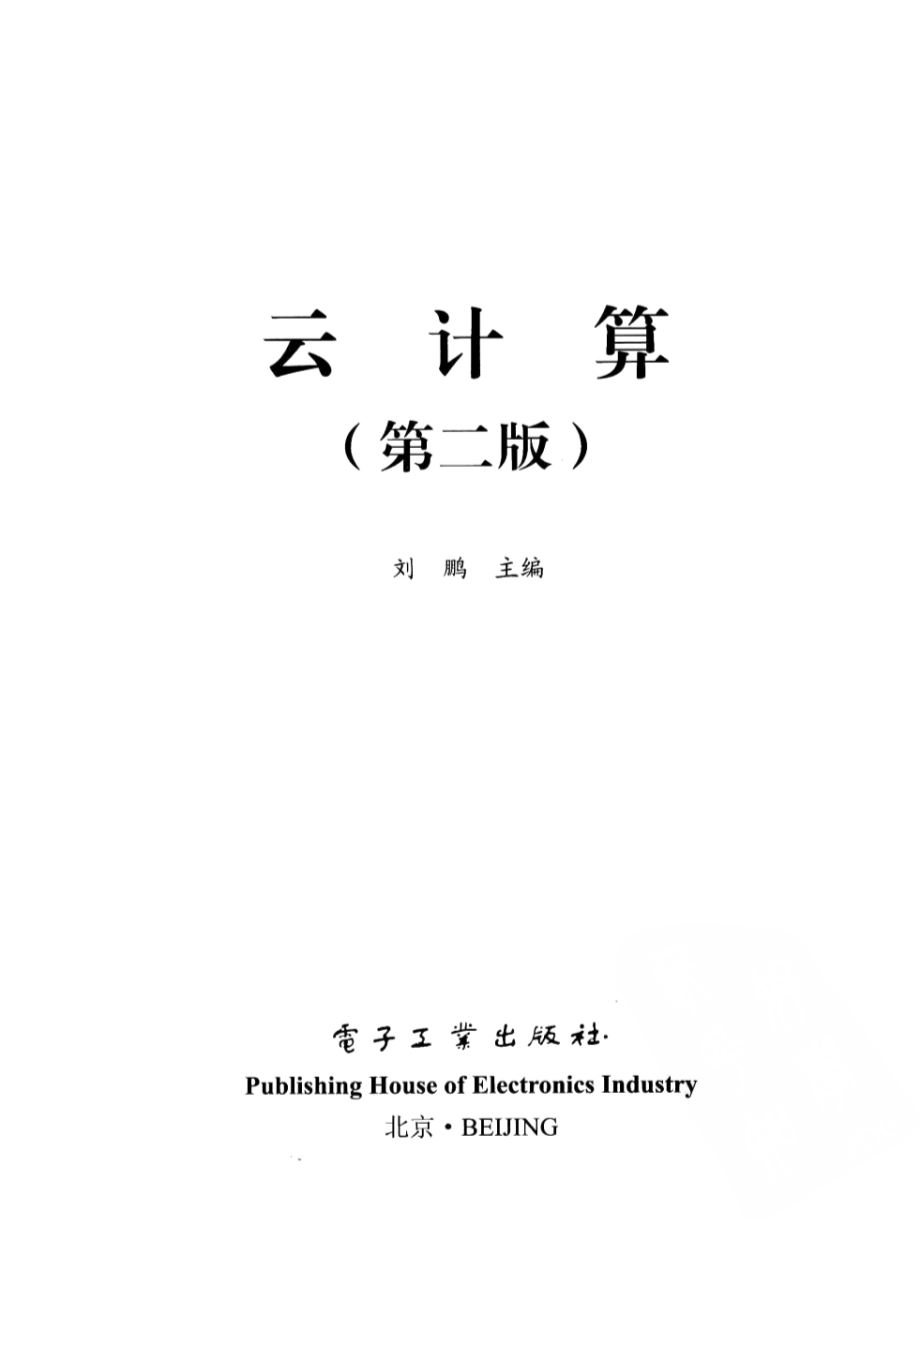 云计算
（第二版）
刘 鹏 主编
電子工業出版社·
Publishing House of Electronics Industry
北京·BEIJING